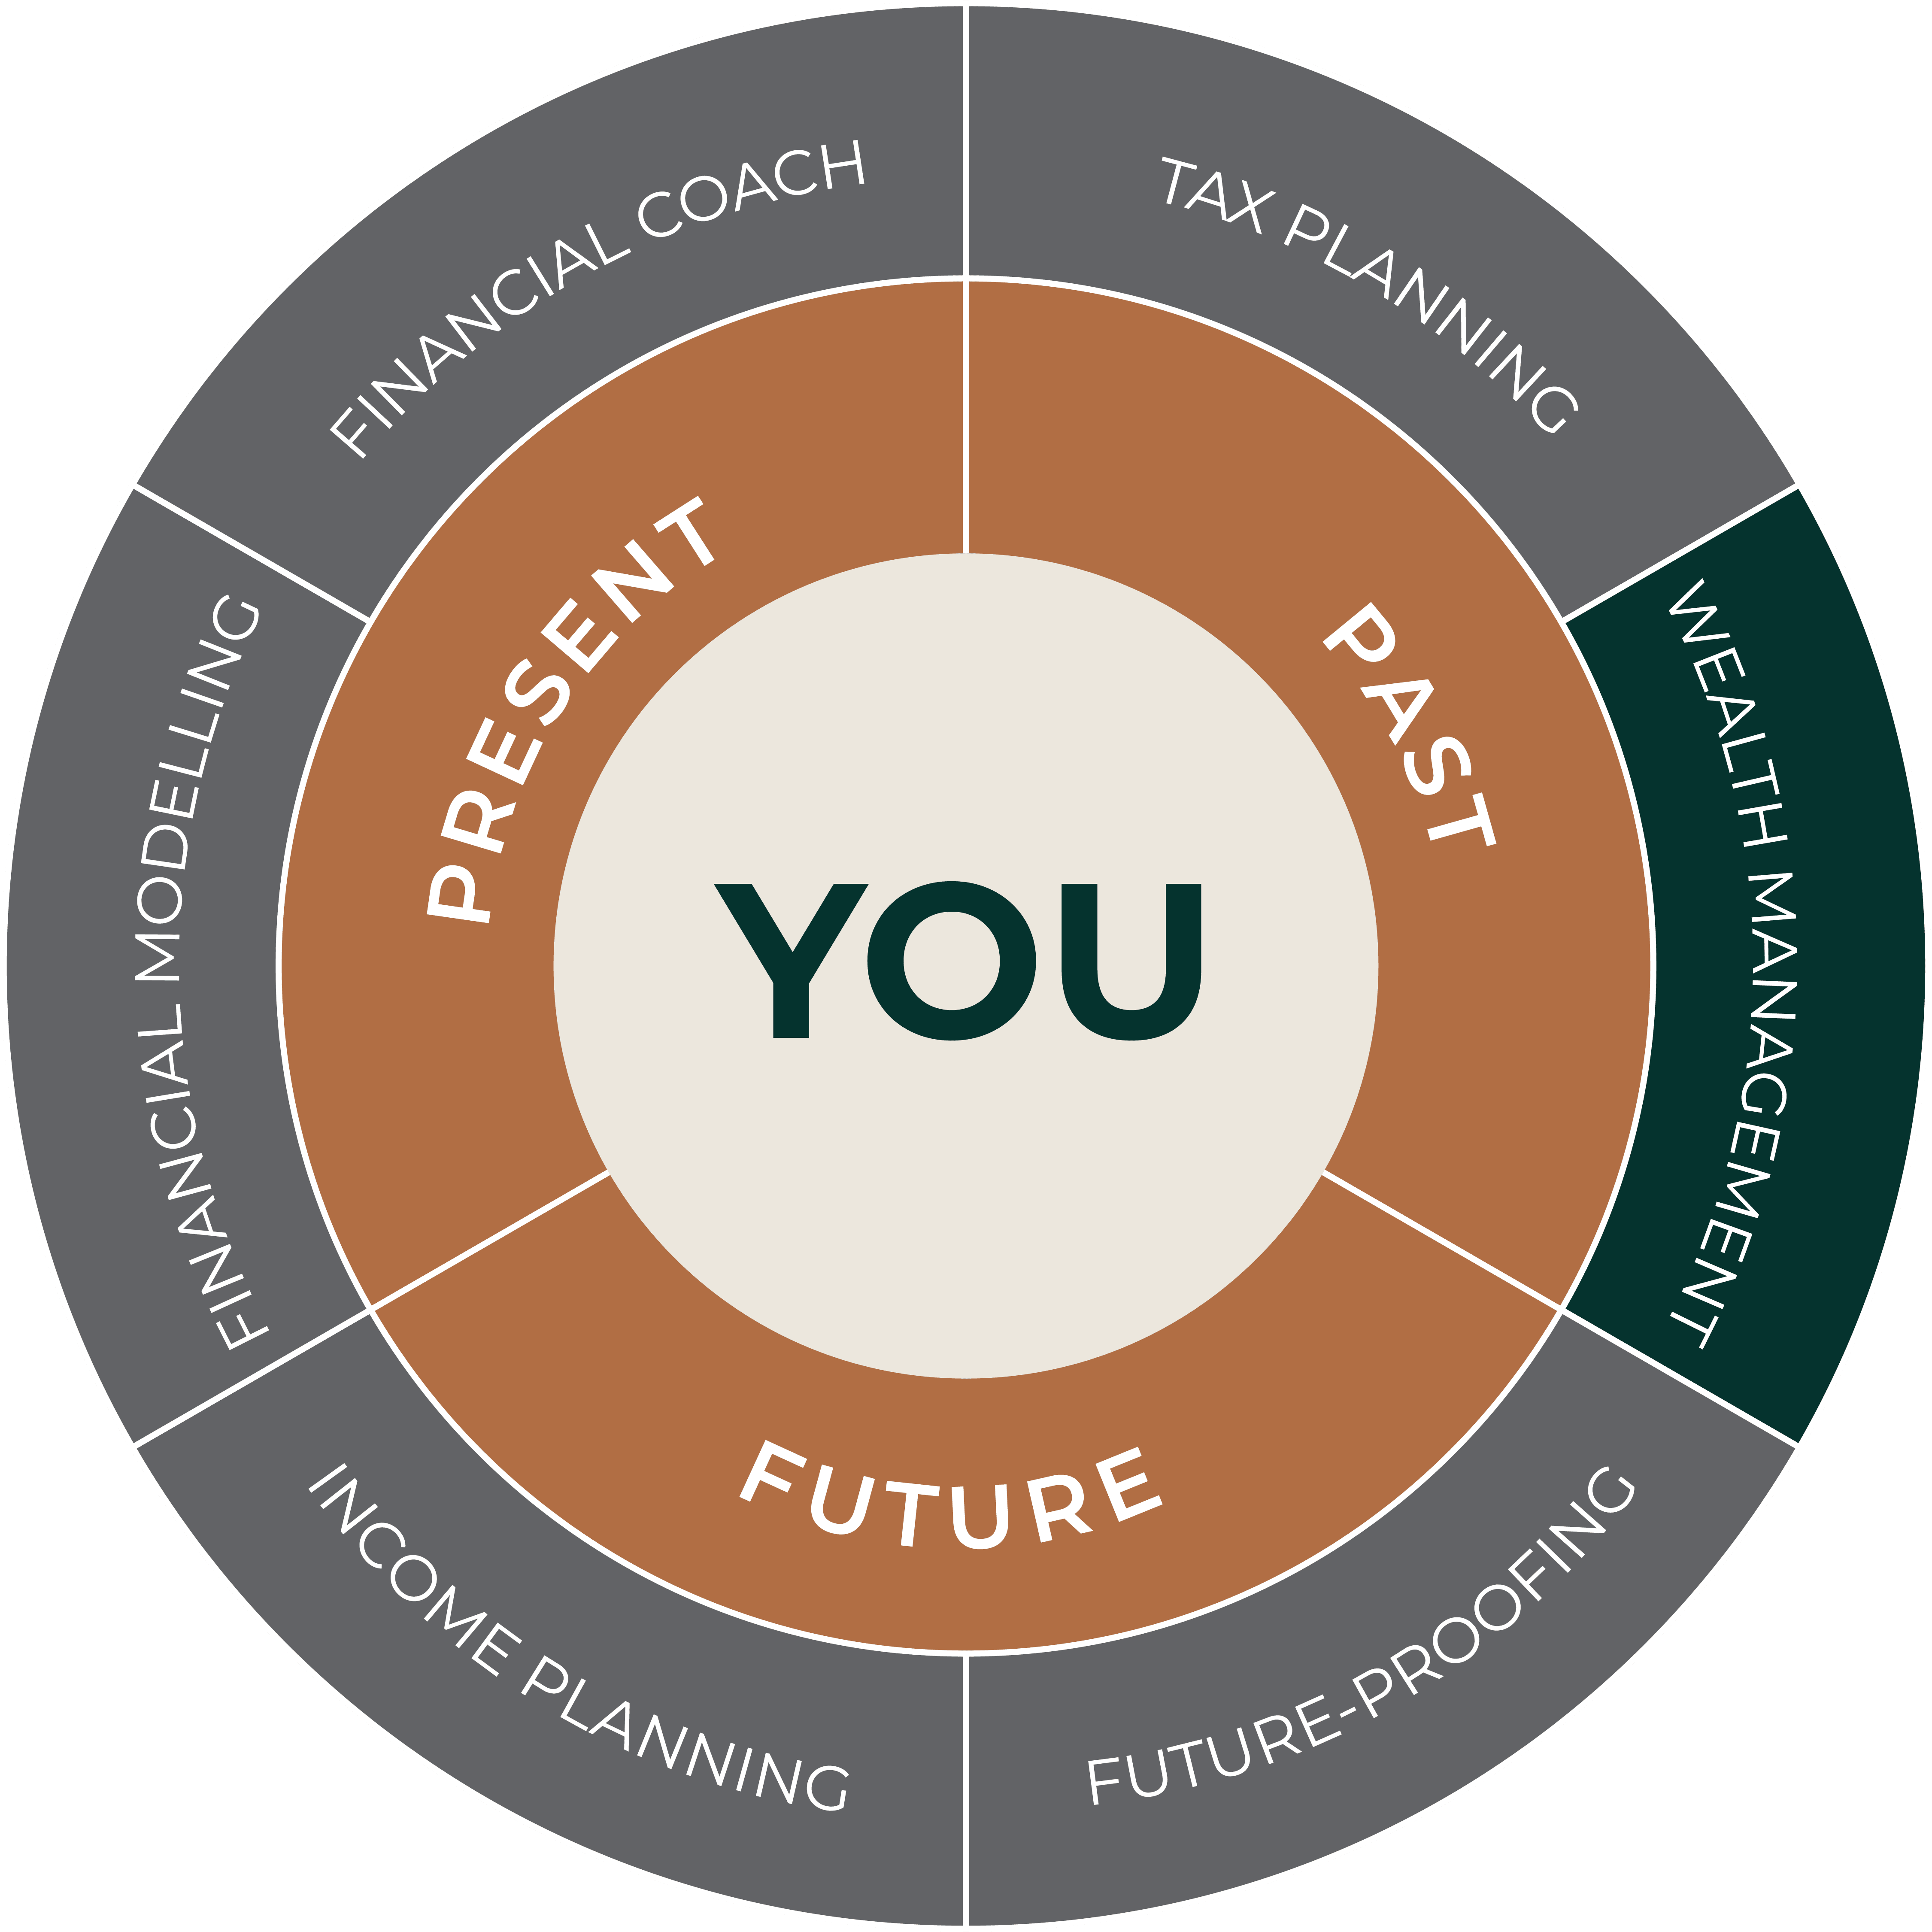 FINANCIAL COACH
TAX PLANNING
WEALTH MANAGEMENT
FUTURE-PROOFING
INCOME PLANNING
FINANCIAL MODELLING
PRESENT
PAST
FUTURE
YOU